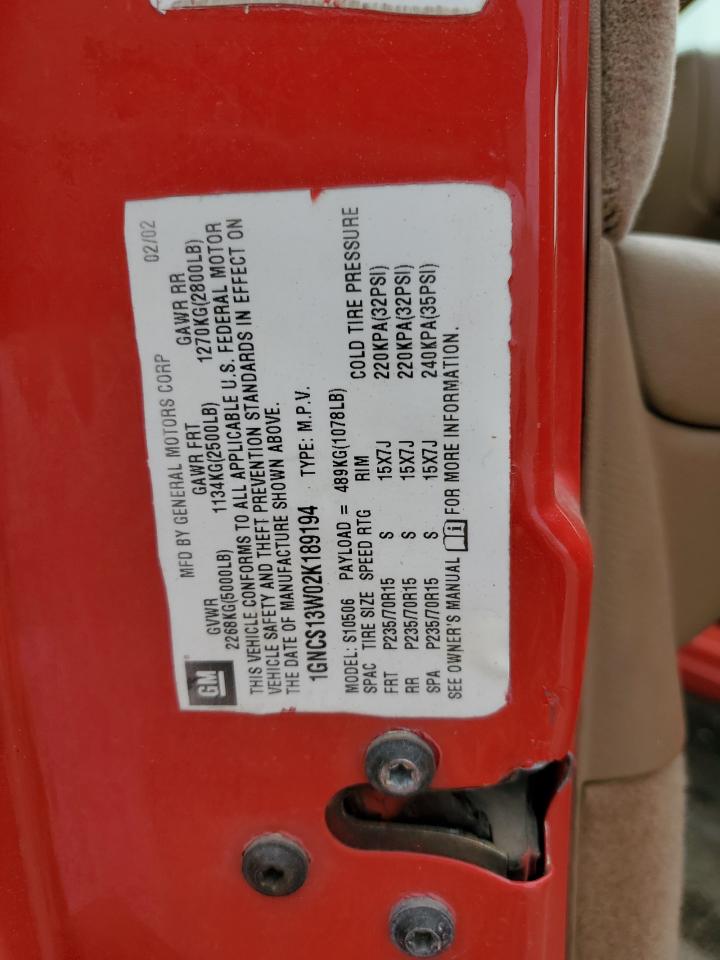 GM
MFD BY GENERAL MOTORS CORP 02/02
GVWR GAWR FRT GAWR RR
2268KG(5000LB) 1134KG(2500LB) 1270KG(2800LB)
THIS VEHICLE CONFORMS TO ALL APPLICABLE U.S. FEDERAL MOTOR
VEHICLE SAFETY AND THEFT PREVENTION STANDARDS IN EFFECT ON
THE DATE OF MANUFACTURE SHOWN ABOVE.
1GNCS13W02K189194 TYPE: M.P.V.
MODEL: S10506 PAYLOAD = 489KG(1078LB)
SPAC TIRE SIZE SPEED RTG RIM COLD TIRE PRESSURE
FRT P235/70R15 S 15X7J 220KPA(32PSI)
RR P235/70R15 S 15X7J 220KPA(32PSI)
SPA P235/70R15 S 15X7J 240KPA(35PSI)
SEE OWNER'S MANUAL FOR MORE INFORMATION.